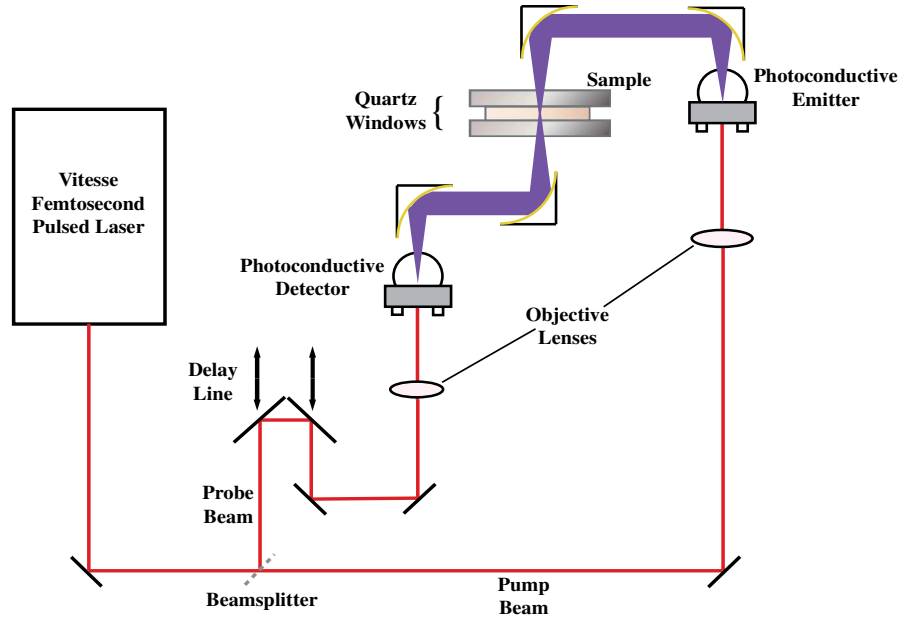 Sample
Quartz
Windows
{
Photoconductive
Emitter
Vitesse
Femtosecond
Pulsed Laser
Photoconductive
Detector
Objective
Lenses
Delay
Line
Probe
Beam
Beamsplitter
Pump
Beam